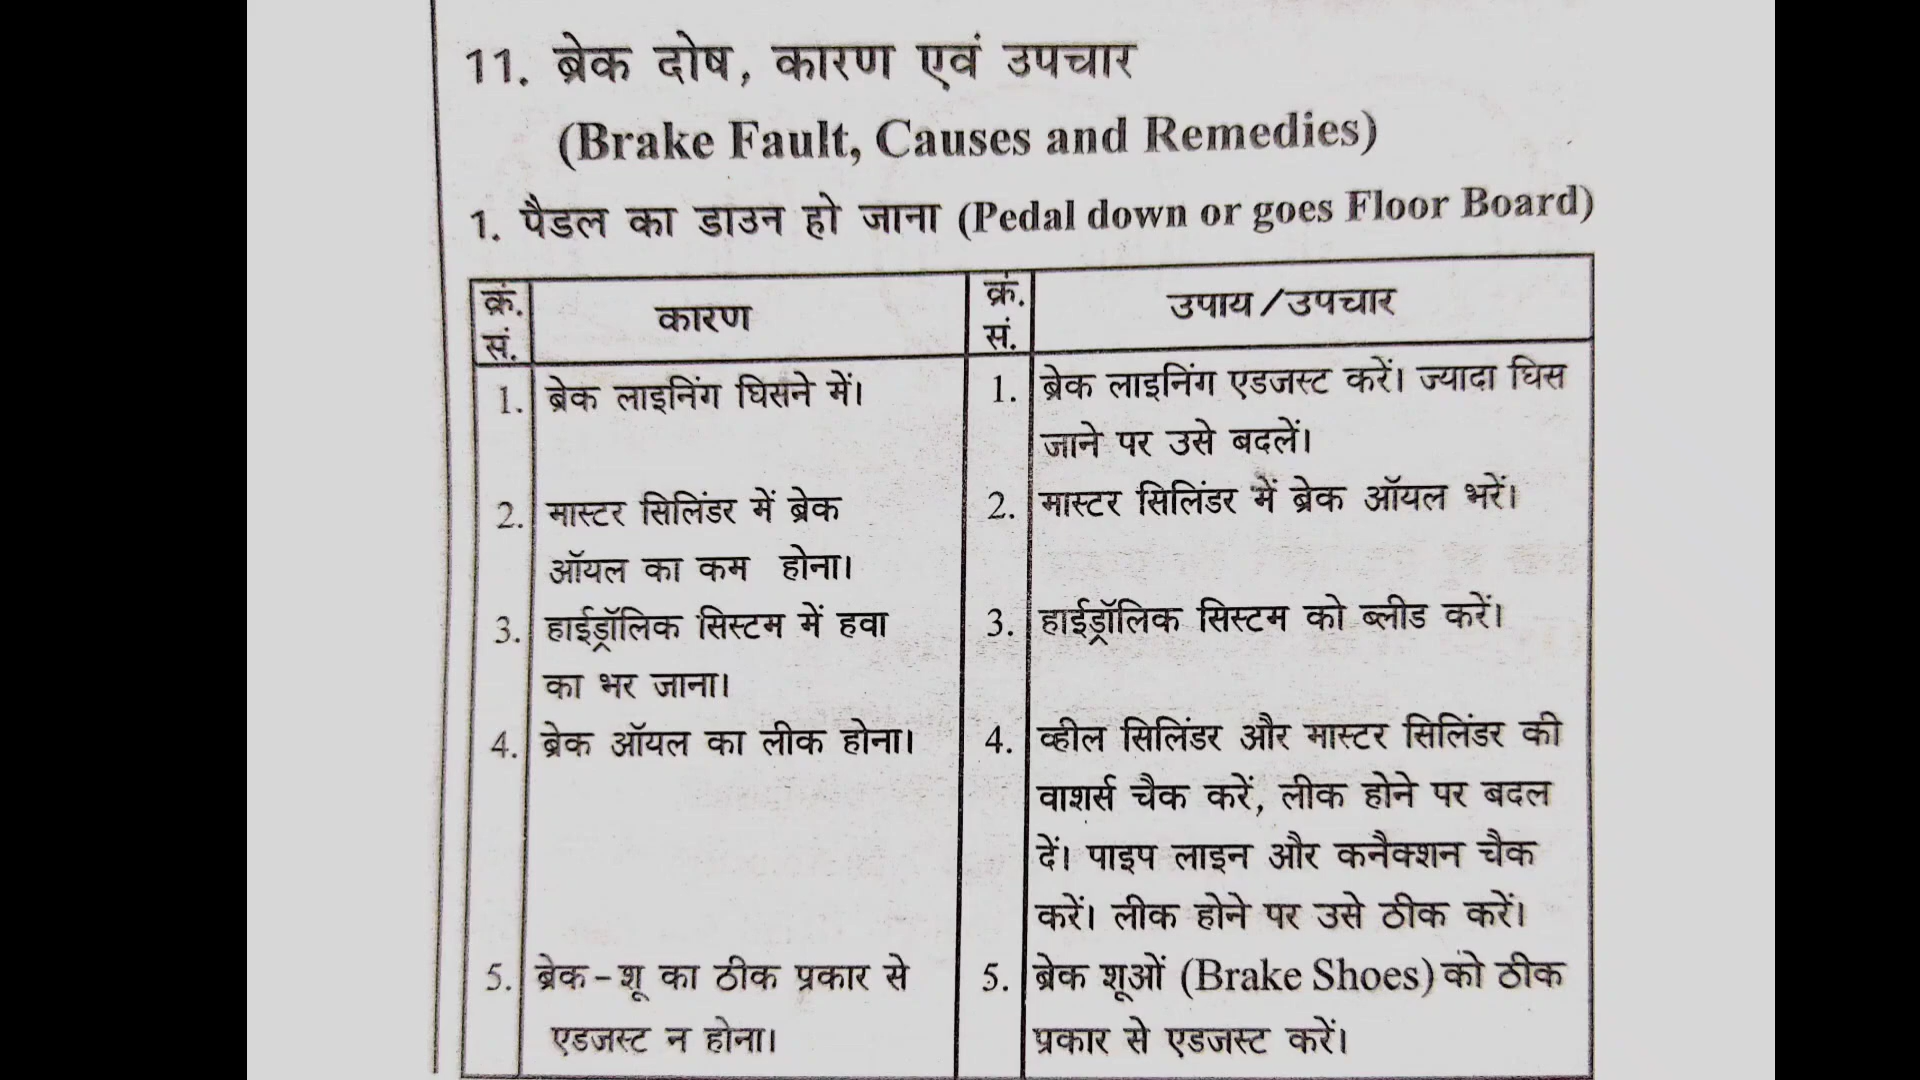 11. ब्रेक दोष, कारण एवं उपचार
(Brake Fault, Causes and Remedies)
1. पैडल का डाउन हो जाना (Pedal down or goes Floor Board)
क्रं. सं.
कारण
क्रं. सं.
उपाय/उपचार
1. ब्रेक लाइनिंग घिसने में।
1. ब्रेक लाइनिंग एडजस्ट करें। ज्यादा घिस
जाने पर उसे बदलें।
2. मास्टर सिलिंडर में ब्रेक
ऑयल का कम होना।
2. मास्टर सिलिंडर में ब्रेक ऑयल भरें।
3. हाईड्रॉलिक सिस्टम में हवा
का भर जाना।
3. हाईड्रॉलिक सिस्टम को ब्लीड करें।
4. ब्रेक ऑयल का लीक होना।
4. व्हील सिलिंडर और मास्टर सिलिंडर की
वाशर्स चैक करें, लीक होने पर बदल
दें। पाइप लाइन और कनैक्शन चैक
करें। लीक होने पर उसे ठीक करें।
5. ब्रेक-शू का ठीक प्रकार से
एडजस्ट न होना।
5. ब्रेक शूओं (Brake Shoes) को ठीक
प्रकार से एडजस्ट करें।